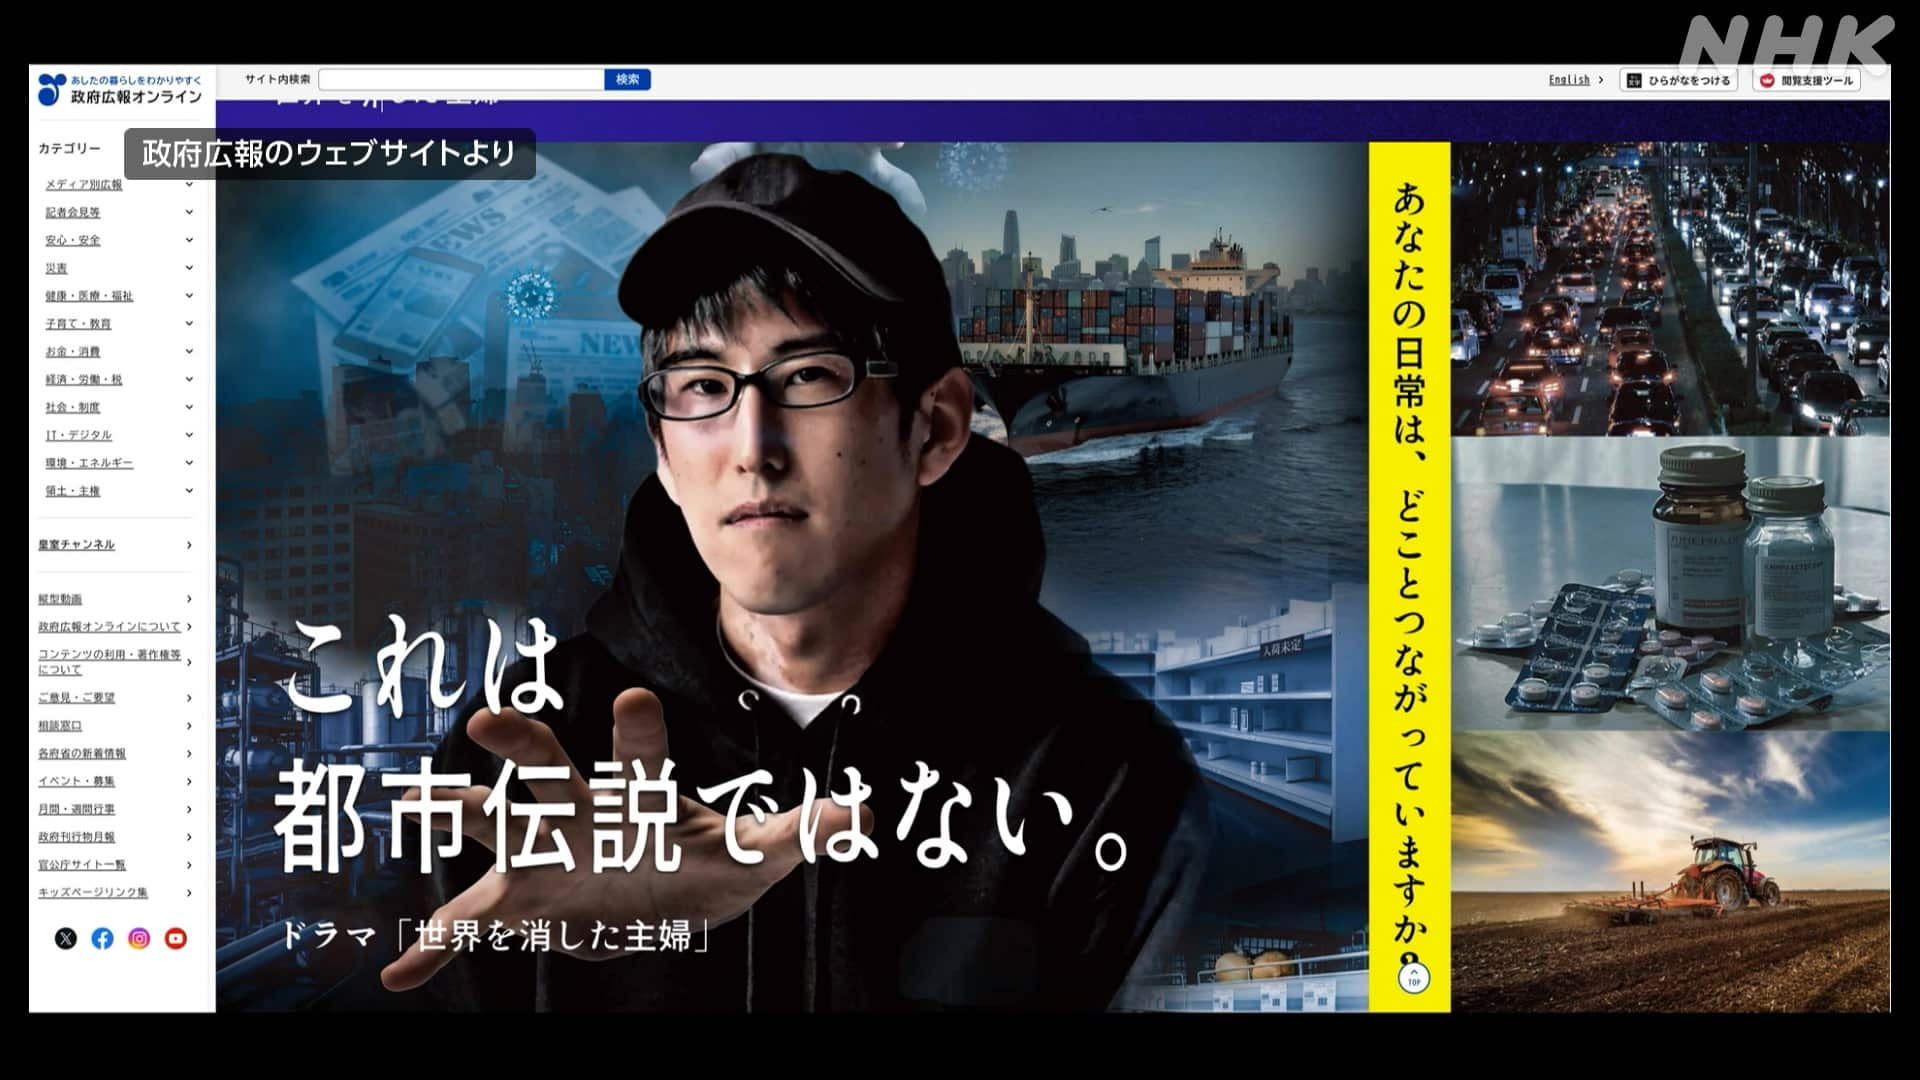 NHK
あしたの暮らしをわかりやすく
政府広報オンライン
サイト内検索
検索
English
ひらがなをつける
閲覧支援ツール
政府広報のウェブサイトより
カテゴリー
メディア別広報
記者会見等
安心・安全
災害
健康・医療・福祉
子育て・教育
お金・消費
経済・労働・税
社会・制度
IT・デジタル
環境・エネルギー
領土・主権
皇室チャンネル
縦型動画
政府広報オンラインについて
コンテンツの利用・著作権等
について
ご意見・ご要望
相談窓口
各府省の新着情報
イベント・募集
月間・週間行事
政府刊行物月報
官公庁サイト一覧
キッズページリンク集
NEWS
入荷未定
これは
都市伝説ではない。
ドラマ「世界を消した主婦」
あなたの日常は、どことつながっていますか?
TOP